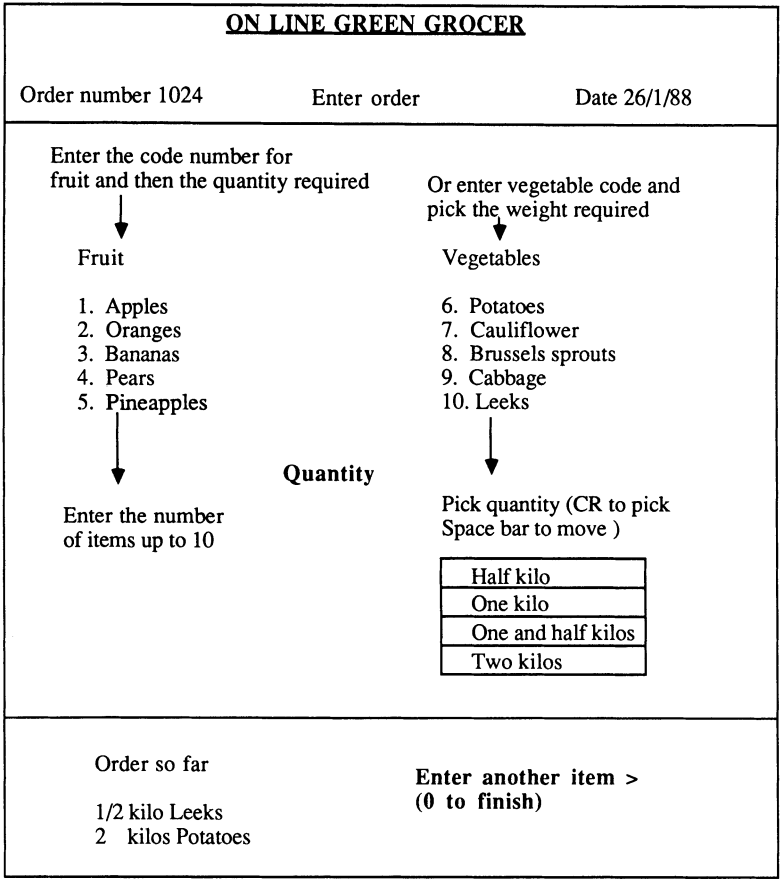 ON LINE GREEN GROCER
Order number 1024 Enter order Date 26/1/88
Enter the code number for
fruit and then the quantity required
Or enter vegetable code and
pick the weight required
Fruit
1. Apples
2. Oranges
3. Bananas
4. Pears
5. Pineapples
Vegetables
6. Potatoes
7. Cauliflower
8. Brussels sprouts
9. Cabbage
10. Leeks
Quantity
Enter the number
of items up to 10
Pick quantity (CR to pick
Space bar to move )
Half kilo
One kilo
One and half kilos
Two kilos
Order so far
1/2 kilo Leeks
2 kilos Potatoes
Enter another item >
(0 to finish)